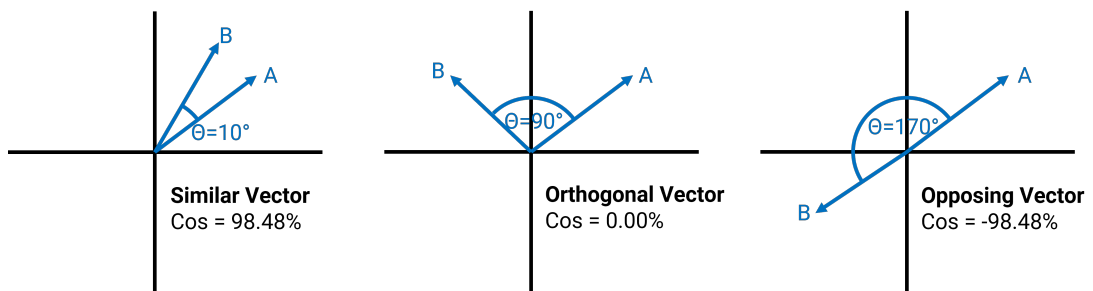 B
A
Θ=10°
Similar Vector
Cos = 98.48%
B
A
Θ=90°
Orthogonal Vector
Cos = 0.00%
A
Θ=170°
B
Opposing Vector
Cos = -98.48%